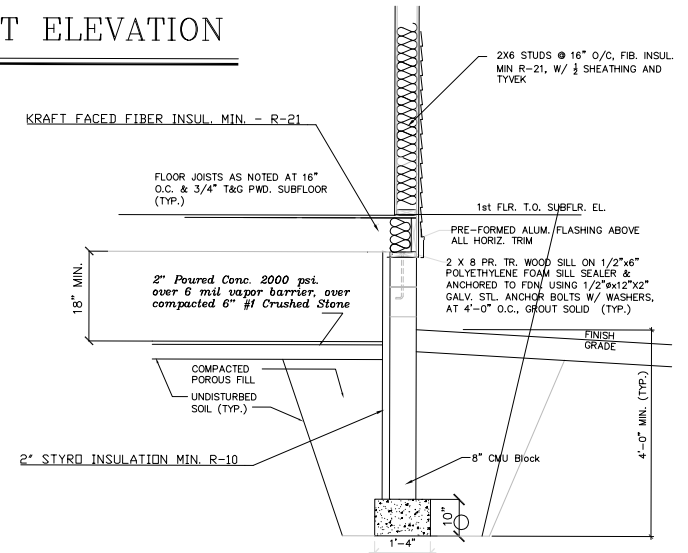 T ELEVATION
2X6 STUDS @ 16" O/C, FIB. INSUL.
MIN R-21, W/ ½ SHEATHING AND
TYVEK
KRAFT FACED FIBER INSUL. MIN. - R-21
FLOOR JOISTS AS NOTED AT 16"
O.C. & 3/4" T&G PWD. SUBFLOOR
(TYP.)
1st FLR. T.O. SUBFLR. EL.
PRE-FORMED ALUM. FLASHING ABOVE
ALL HORIZ. TRIM
2 X 8 PR. TR. WOOD SILL ON 1/2"x6"
POLYETHYLENE FOAM SILL SEALER &
ANCHORED TO FDN. USING 1/2"øx12"X2"
GALV. STL. ANCHOR BOLTS W/ WASHERS,
AT 4'-0" O.C., GROUT SOLID (TYP.)
18" MIN.
2" Poured Conc. 2000 psi.
over 6 mil vapor barrier, over
compacted 6" #1 Crushed Stone
FINISH
GRADE
COMPACTED
POROUS FILL
UNDISTURBED
SOIL (TYP.)
4'-0" MIN. (TYP.)
2" STYRO INSULATION MIN. R-10
8" CMU Block
10"
1'-4"